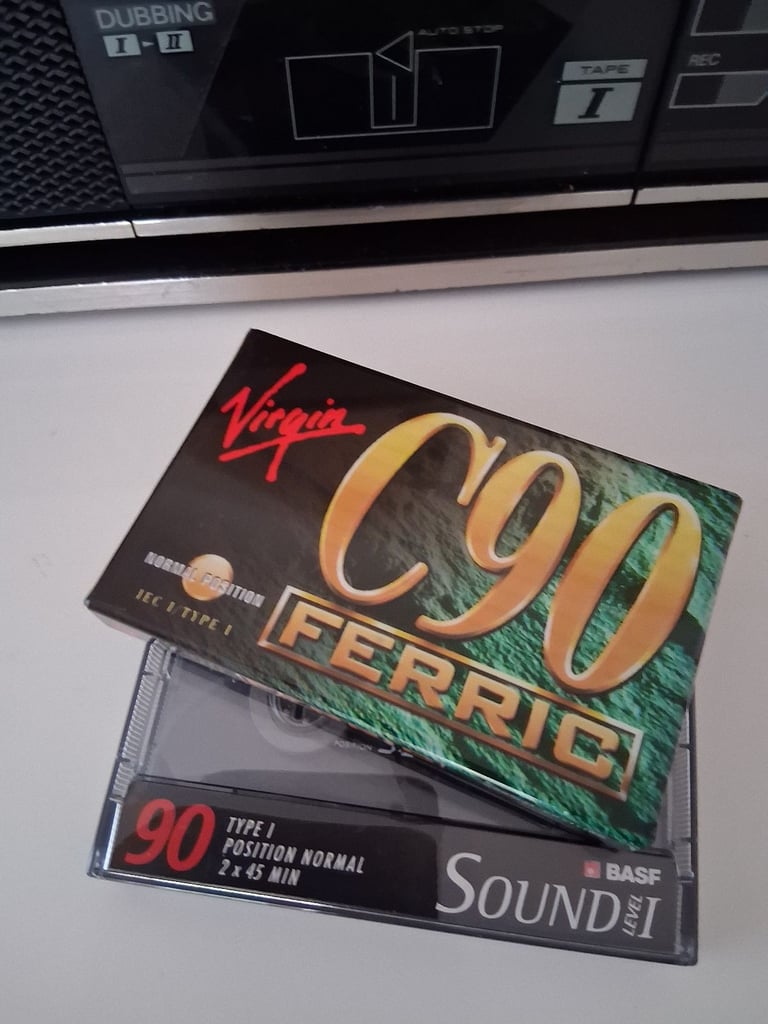 DUBBING
I ▸ II
AUTO STOP
TAPE
I
REC
Virgin
C90
NORMAL POSITION
IEC I/TYPE I
FERRIC
POSITION
90
TYPE I
POSITION NORMAL
2 x 45 MIN
BASF
SOUND I
LEVEL